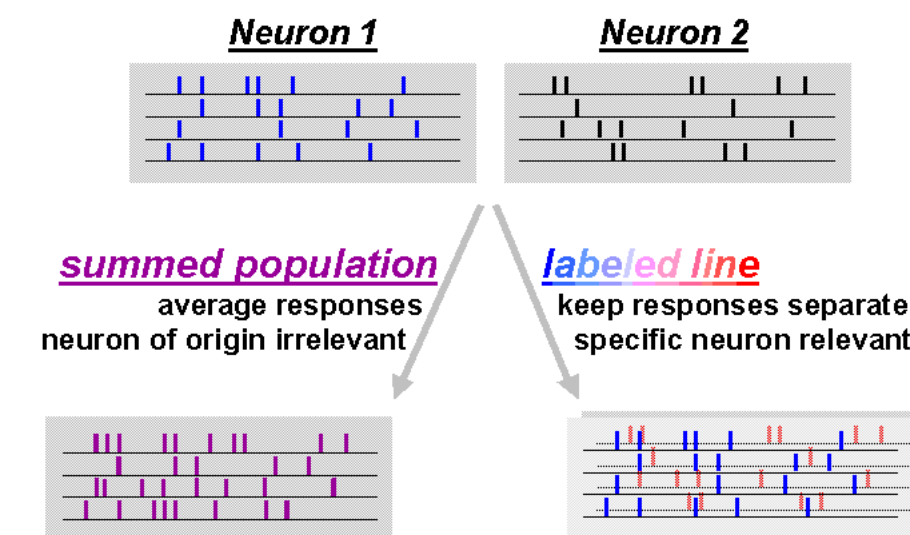 Neuron 1
Neuron 2
summed population
average responses
neuron of origin irrelevant
labeled line
keep responses separate
specific neuron relevant